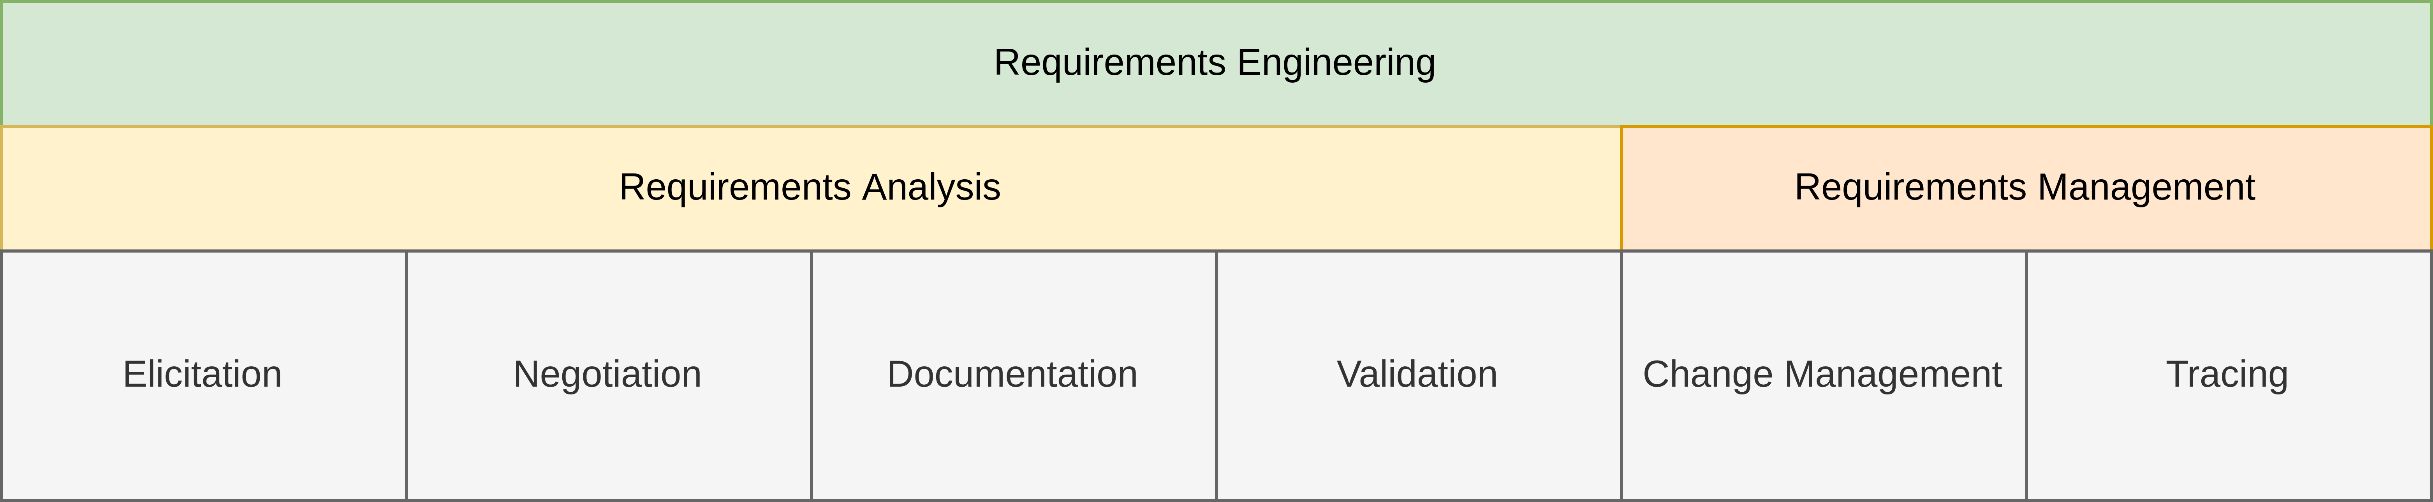 Requirements Engineering
Requirements Analysis
Requirements Management
Elicitation
Negotiation
Documentation
Validation
Change Management
Tracing